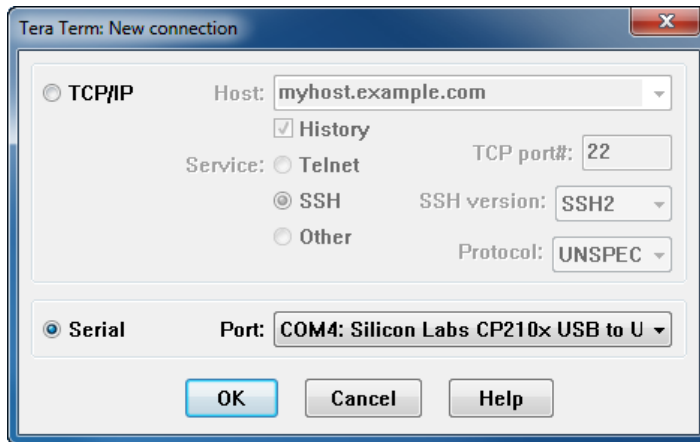 Tera Term: New connection
TCP/IP Host: myhost.example.com
History
Service: Telnet TCP port#: 22
SSH SSH version: SSH2
Other Protocol: UNSPEC
Serial Port: COM4: Silicon Labs CP210x USB to U
OK Cancel Help